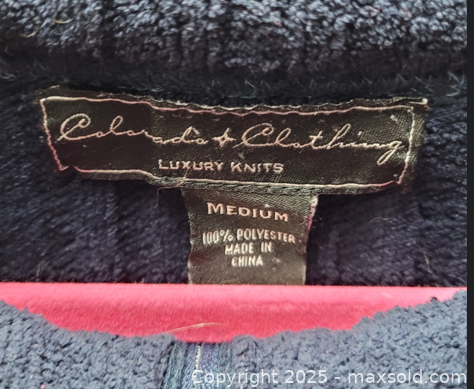 Colorado Clothing
LUXURY KNITS
MEDIUM
100% POLYESTER
MADE IN
CHINA
Copyright 2025 - maxsold.com